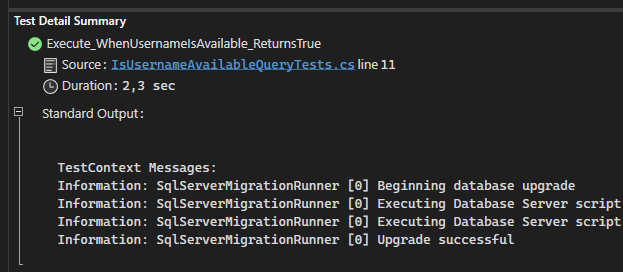 Test Detail Summary
Execute_WhenUsernameIsAvailable_ReturnsTrue
Source: IsUsernameAvailableQueryTests.cs line 11
Duration: 2,3 sec
Standard Output:
TestContext Messages:
Information: SqlServerMigrationRunner [0] Beginning database upgrade
Information: SqlServerMigrationRunner [0] Executing Database Server script
Information: SqlServerMigrationRunner [0] Executing Database Server script
Information: SqlServerMigrationRunner [0] Upgrade successful